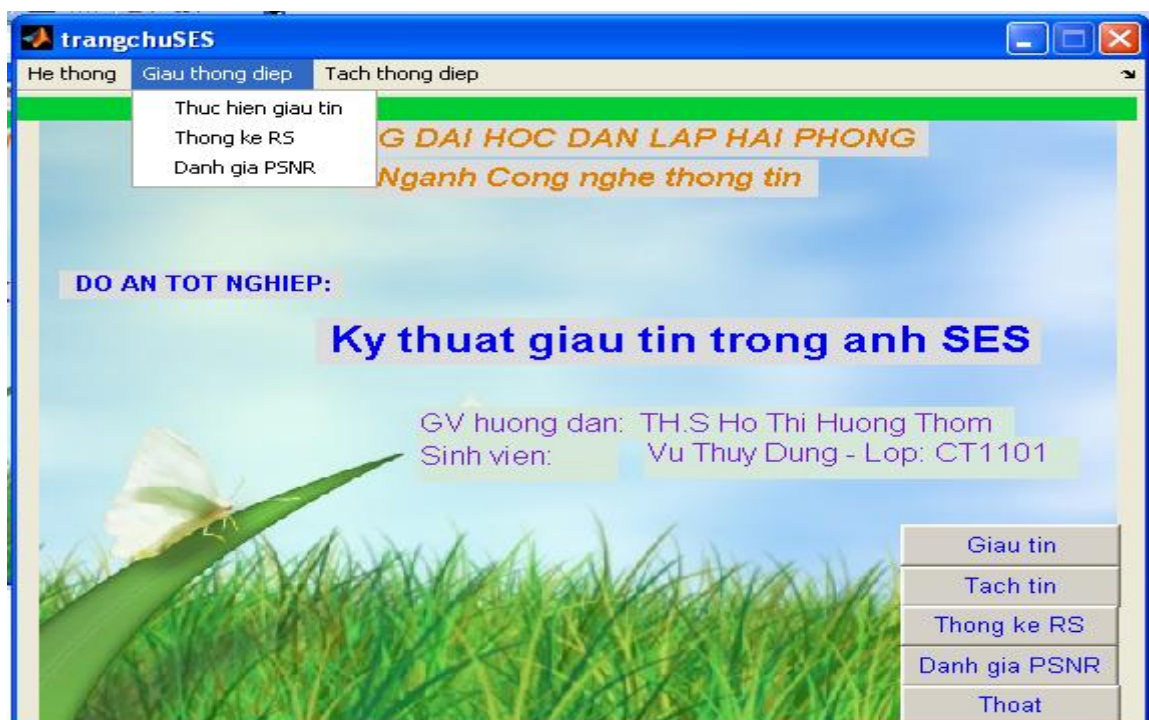 trangchuSES
He thong Giau thong diep Tach thong diep
Thuc hien giau tin
Thong ke RS
Danh gia PSNR
G DAI HOC DAN LAP HAI PHONG
Nganh Cong nghe thong tin
DO AN TOT NGHIEP:
Ky thuat giau tin trong anh SES
GV huong dan: TH.S Ho Thi Huong Thom
Sinh vien: Vu Thuy Dung - Lop: CT1101
Giau tin
Tach tin
Thong ke RS
Danh gia PSNR
Thoat